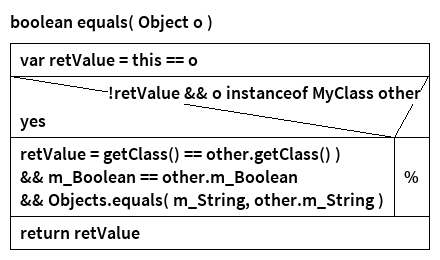 boolean equals( Object o )
var retValue = this == o
!retValue && o instanceof MyClass other
yes
retValue = getClass() == other.getClass() )
&& m_Boolean == other.m_Boolean
&& Objects.equals( m_String, other.m_String )
%
return retValue